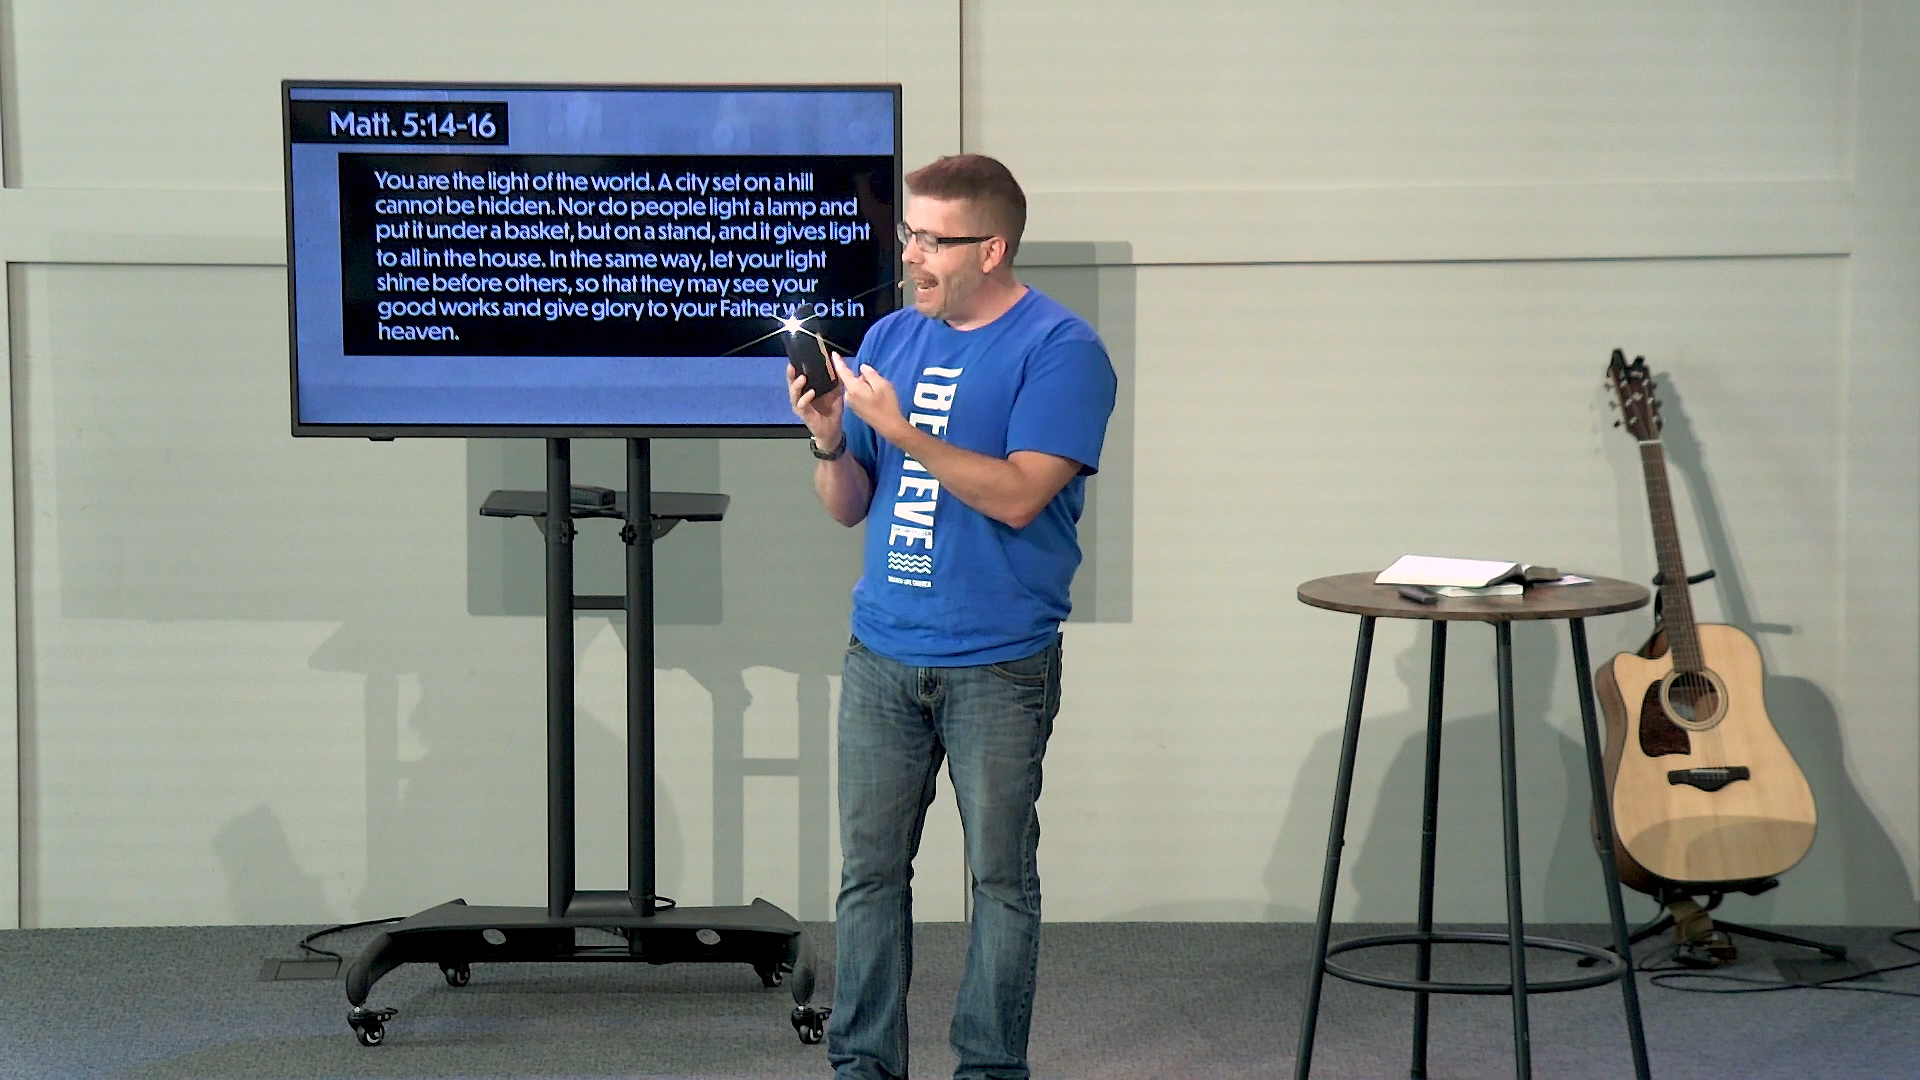 Matt. 5:14-16
You are the light of the world. A city set on a hill
cannot be hidden. Nor do people light a lamp and
put it under a basket, but on a stand, and it gives light
to all in the house. In the same way, let your light
shine before others, so that they may see your
good works and give glory to your Father who is in
heaven.
I BELIEVE